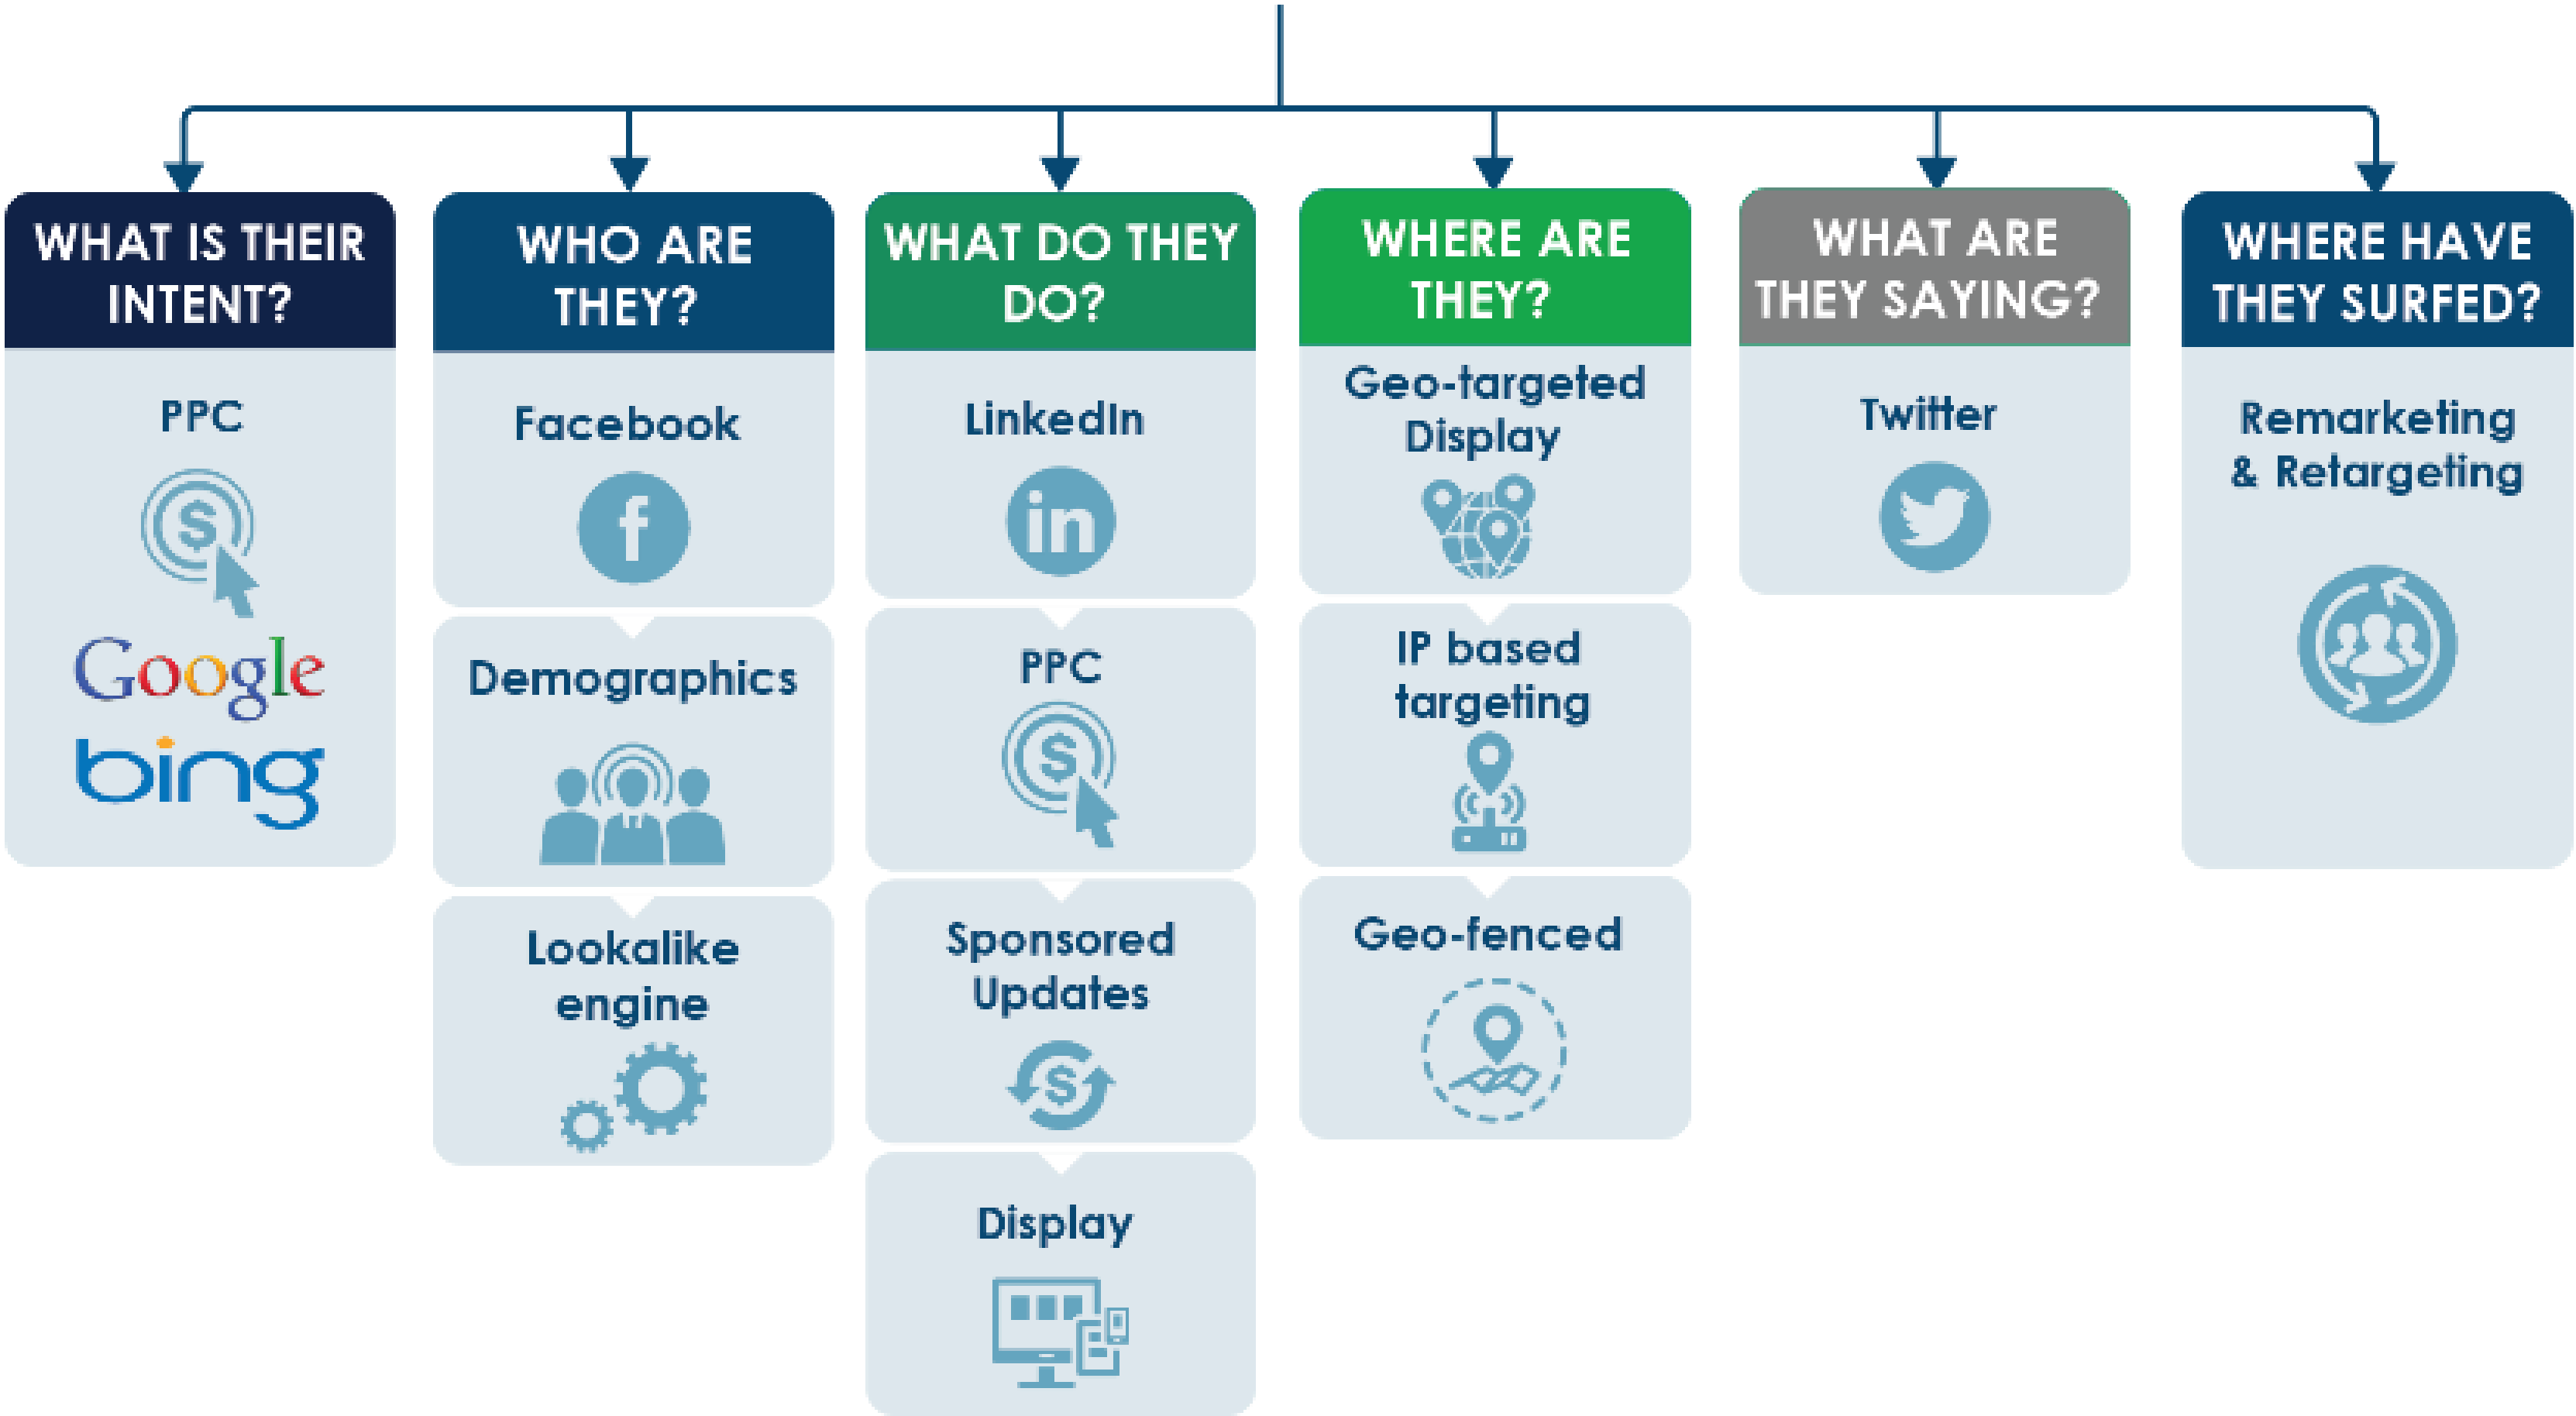 WHAT IS THEIR
INTENT?
PPC
$
Google
bing
WHO ARE
THEY?
Facebook
f
Demographics
Lookalike
engine
WHAT DO THEY
DO?
LinkedIn
in
PPC
$
Sponsored
Updates
$
Display
WHERE ARE
THEY?
Geo-targeted
Display
IP based
targeting
Geo-fenced
WHAT ARE
THEY SAYING?
Twitter
WHERE HAVE
THEY SURFED?
Remarketing
& Retargeting